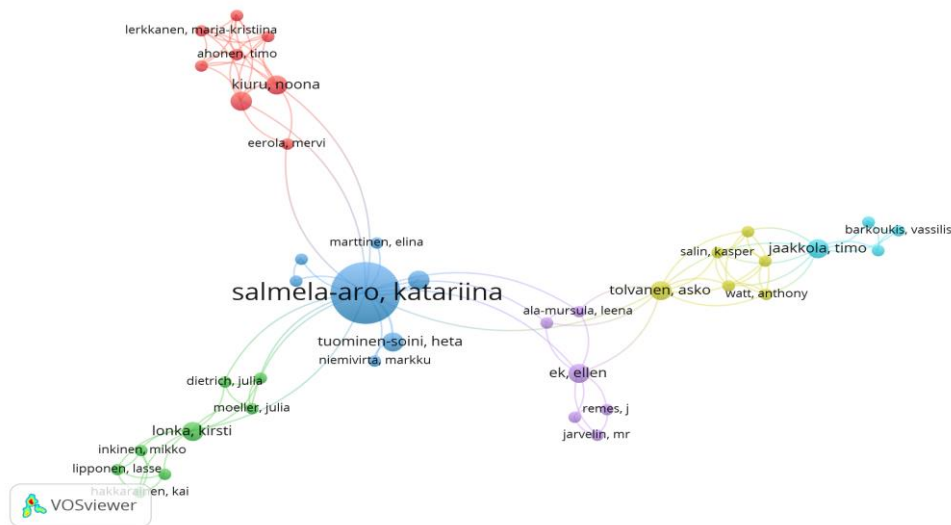 lerkkanen, marja-kristiina
ahonen, timo
kiuru, noona
eerola, mervi
marttinen, elina
salmela-aro, katariina
tuominen-soini, heta
niemivirta, markku
dietrich, julia
moeller, julia
lonka, kirsti
inkinen, mikko
lipponen, lasse
hakkarainen, kai
ala-mursula, leena
ek, ellen
remes, j
jarvelin, mr
tolvanen, asko
salin, kasper
watt, anthony
jaakkola, timo
barkoukis, vassilis
VOSviewer